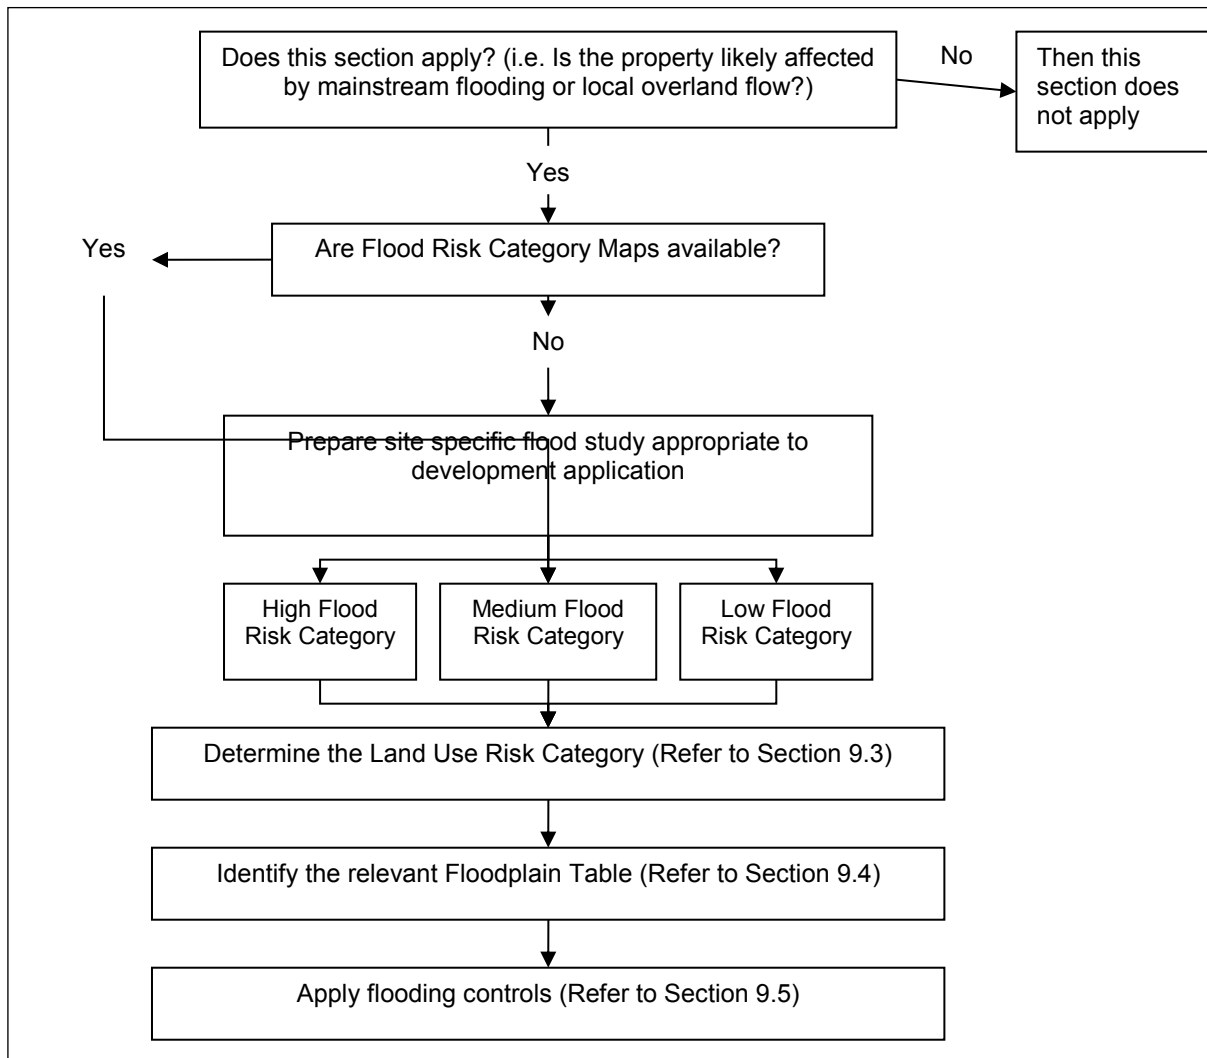 Does this section apply? (i.e. Is the property likely affected
by mainstream flooding or local overland flow?)
No
Then this
section does
not apply
Yes
Yes
Are Flood Risk Category Maps available?
No
Prepare site specific flood study appropriate to
development application
High Flood
Risk Category
Medium Flood
Risk Category
Low Flood
Risk Category
Determine the Land Use Risk Category (Refer to Section 9.3)
Identify the relevant Floodplain Table (Refer to Section 9.4)
Apply flooding controls (Refer to Section 9.5)